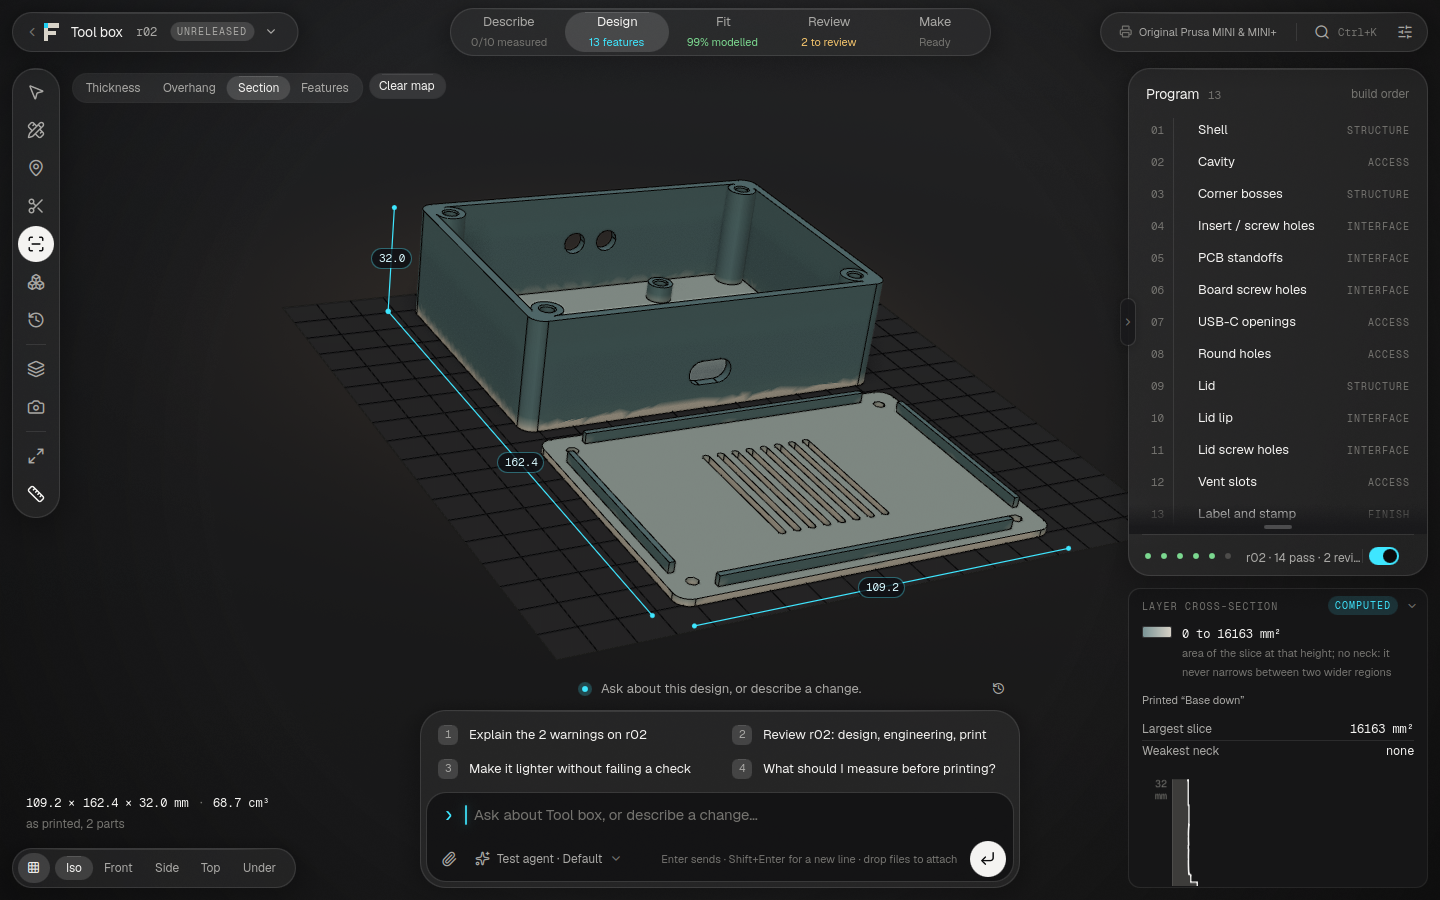 Tool box r02 UNRELEASED
Describe
0/10 measured
Design
13 features
Fit
99% modelled
Review
2 to review
Make
Ready
Original Prusa MINI & MINI+
Ctrl+K
Thickness Overhang Section Features Clear map
Program 13 build order
01 Shell STRUCTURE
02 Cavity ACCESS
03 Corner bosses STRUCTURE
04 Insert / screw holes INTERFACE
05 PCB standoffs INTERFACE
06 Board screw holes INTERFACE
07 USB-C openings ACCESS
08 Round holes ACCESS
09 Lid STRUCTURE
10 Lid lip INTERFACE
11 Lid screw holes INTERFACE
12 Vent slots ACCESS
13 Label and stamp FINISH
r02 · 14 pass · 2 revi…
32.0
162.4
109.2
LAYER CROSS-SECTION COMPUTED
0 to 16163 mm²
area of the slice at that height; no neck: it
never narrows between two wider regions
Printed “Base down”
Largest slice 16163 mm²
Weakest neck none
32
mm
Ask about this design, or describe a change.
1 Explain the 2 warnings on r02
2 Review r02: design, engineering, print
3 Make it lighter without failing a check
4 What should I measure before printing?
Ask about Tool box, or describe a change...
Test agent · Default
Enter sends · Shift+Enter for a new line · drop files to attach
109.2 × 162.4 × 32.0 mm · 68.7 cm³
as printed, 2 parts
Iso Front Side Top Under